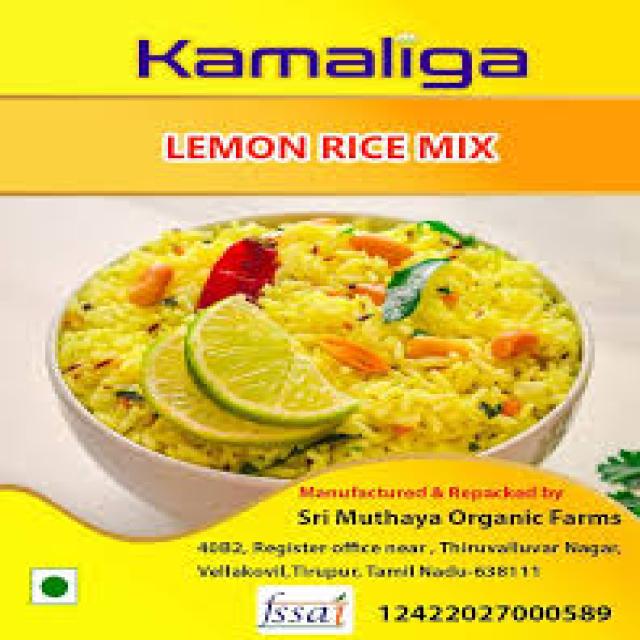 Kamaliga
LEMON RICE MIX
Manufactured & Repacked by
Sri Muthaya Organic Farms
40B2, Register office near , Thiruvalluvar Nagar,
Vellakovil,Tirupur,Tamil Nadu-638111
fssai 12422027000589